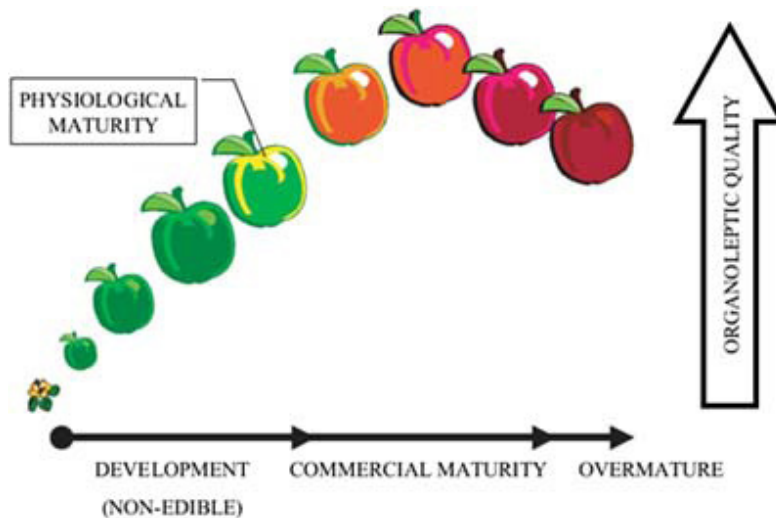 PHYSIOLOGICAL
MATURITY
ORGANOLEPTIC QUALITY
DEVELOPMENT
(NON-EDIBLE)
COMMERCIAL MATURITY
OVERMATURE